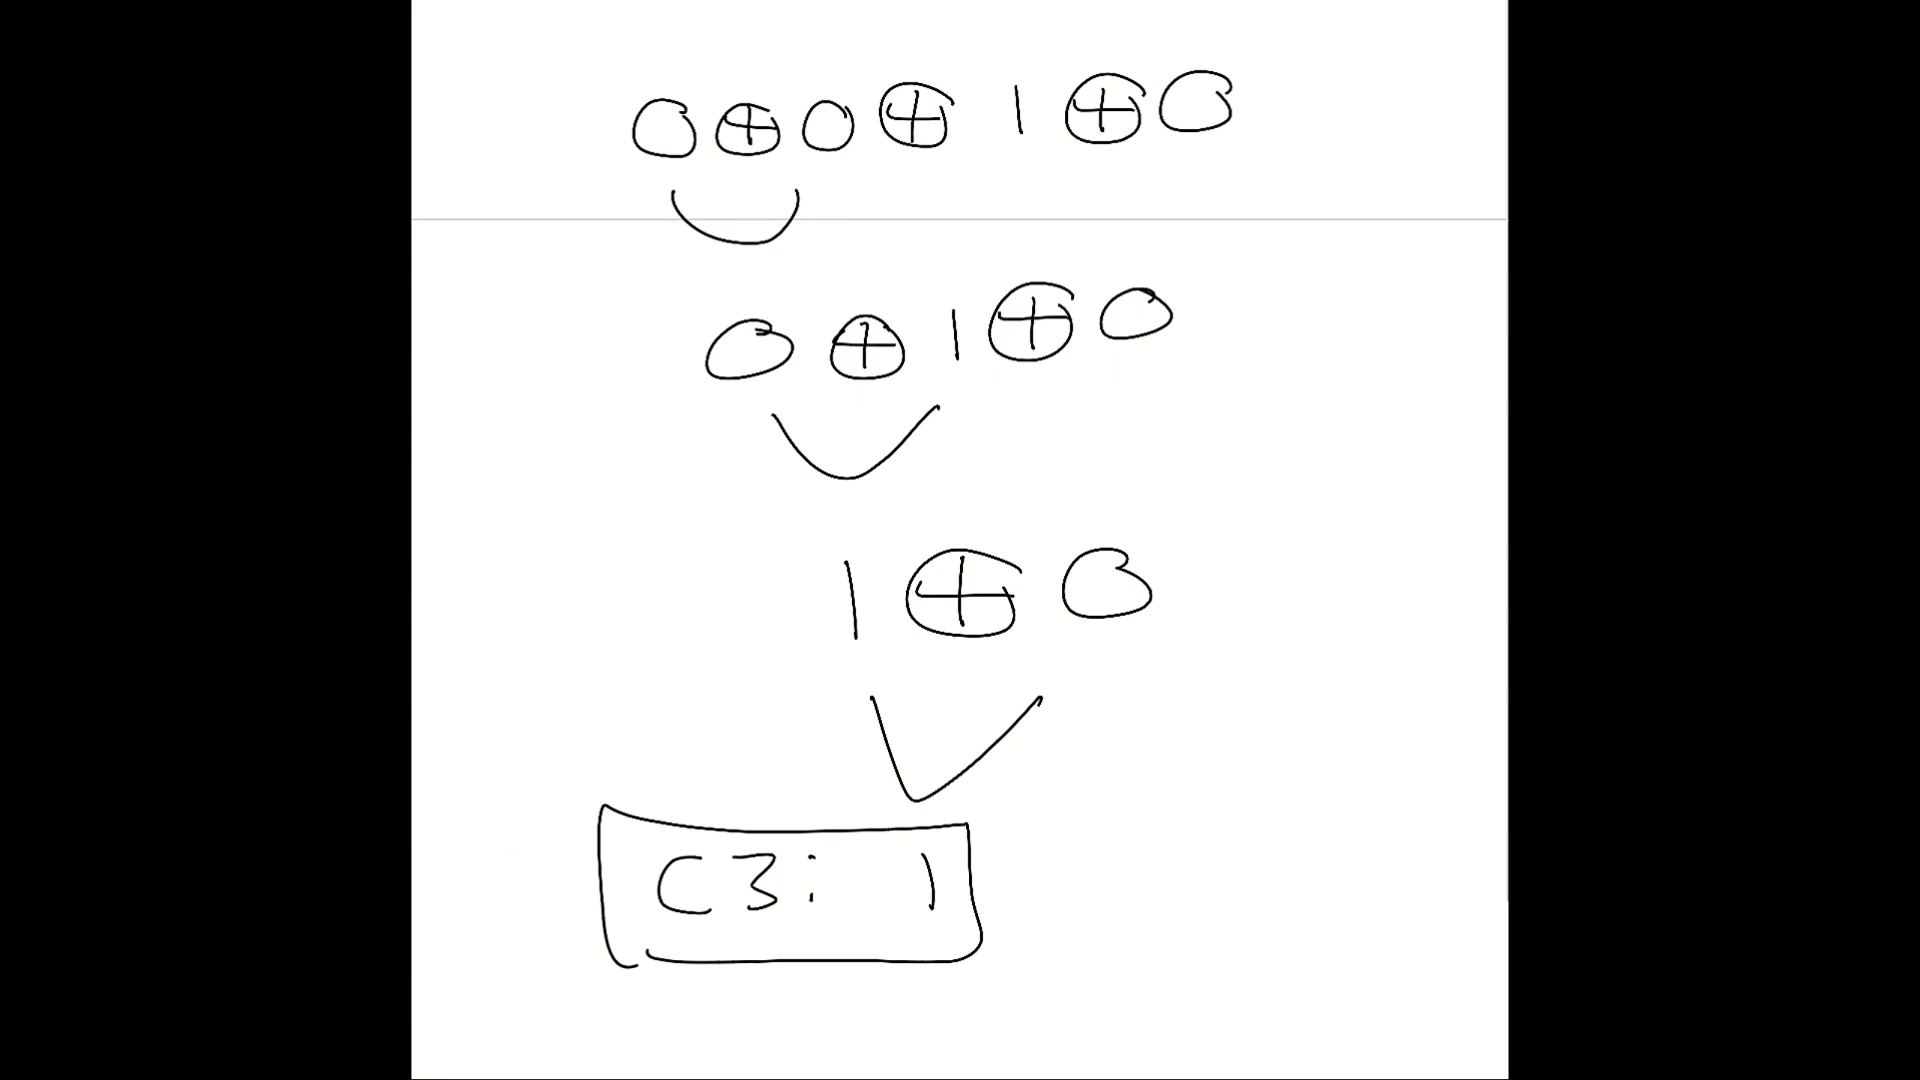 0 ⊕ 0 ⊕ 1 ⊕ 0
0 ⊕ 1 ⊕ 0
1 ⊕ 0
C3: 1